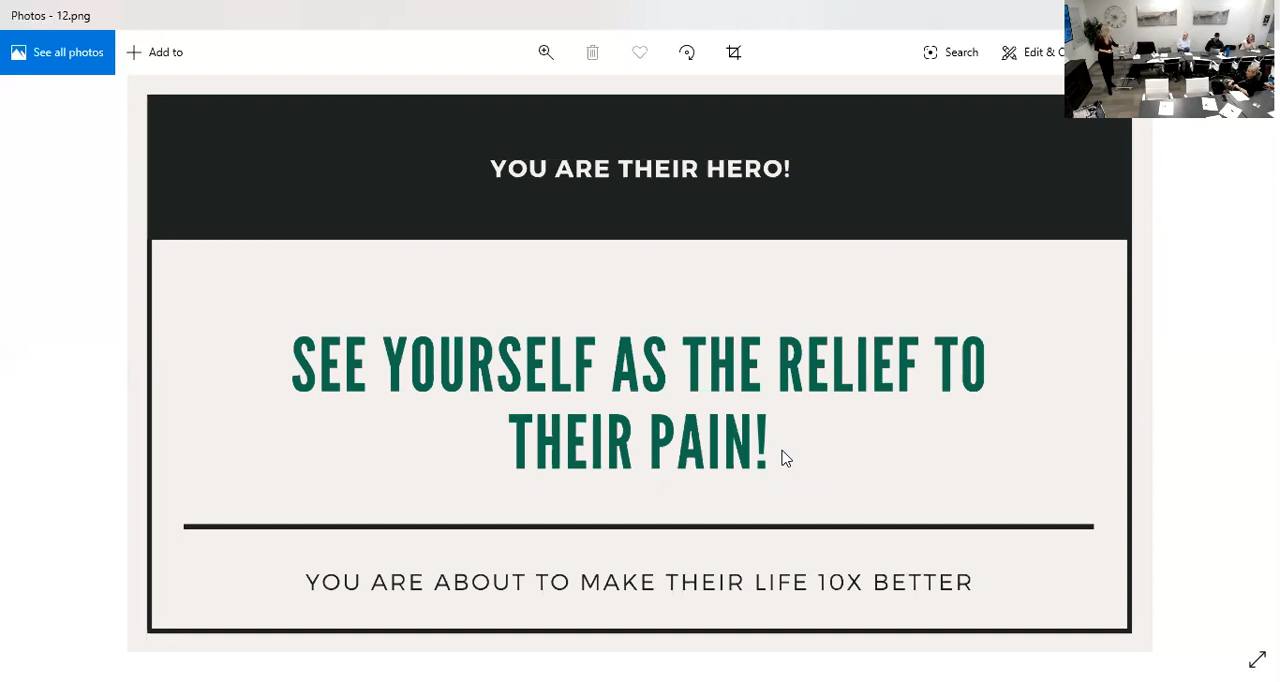 Photos - 12.png
See all photos
Add to
Search
Edit & C
YOU ARE THEIR HERO!
SEE YOURSELF AS THE RELIEF TO
THEIR PAIN!
YOU ARE ABOUT TO MAKE THEIR LIFE 10X BETTER